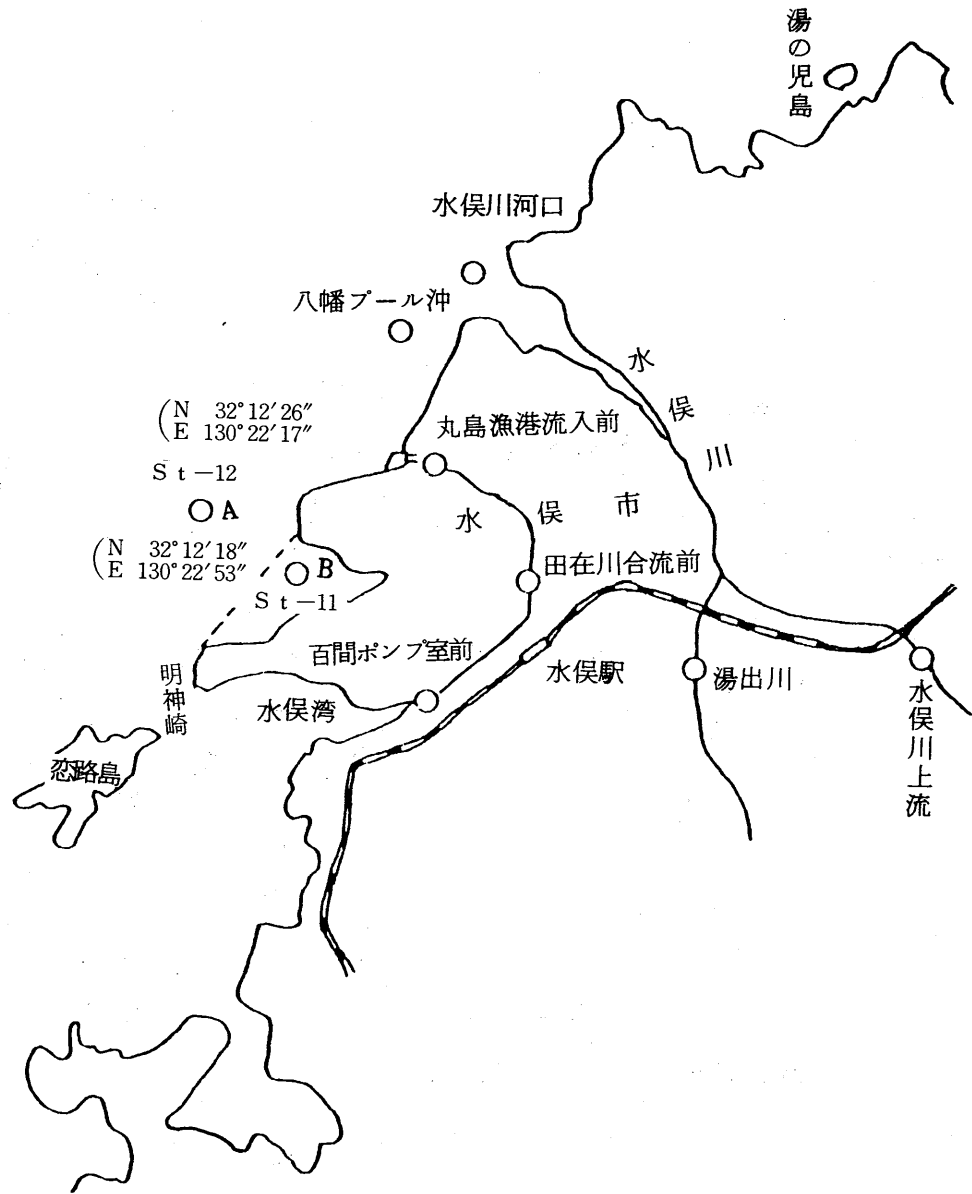 湯の児島
水俣川河口
八幡プール沖
水俣川
(N 32°12′26″
E 130°22′17″
St-12
A
丸島漁港流入前
水俣市
(N 32°12′18″
E 130°22′53″
B
St-11
田在川合流前
百間ポンプ室前
水俣駅
湯出川
水俣川上流
明神崎
水俣湾
恋路島